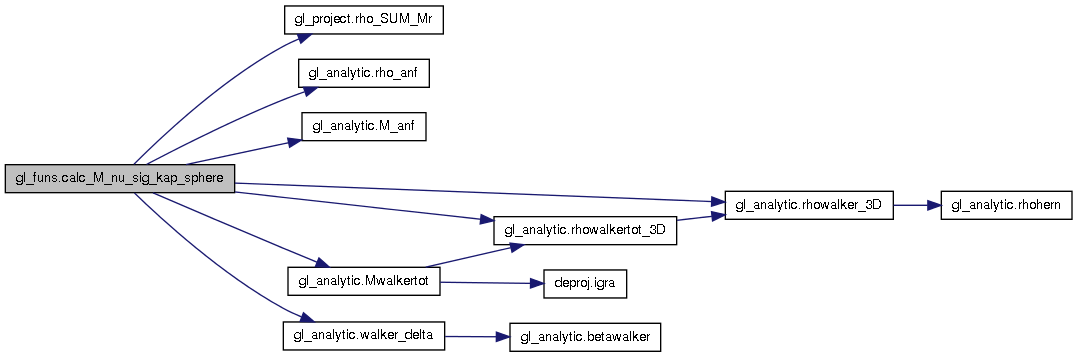 gl_project.rho_SUM_Mr
gl_analytic.rho_anf
gl_analytic.M_anf
gl_funs.calc_M_nu_sig_kap_sphere
gl_analytic.rhowalker_3D
gl_analytic.rhohern
gl_analytic.rhowalkertot_3D
gl_analytic.Mwalkertot
deproj.igra
gl_analytic.walker_delta
gl_analytic.betawalker